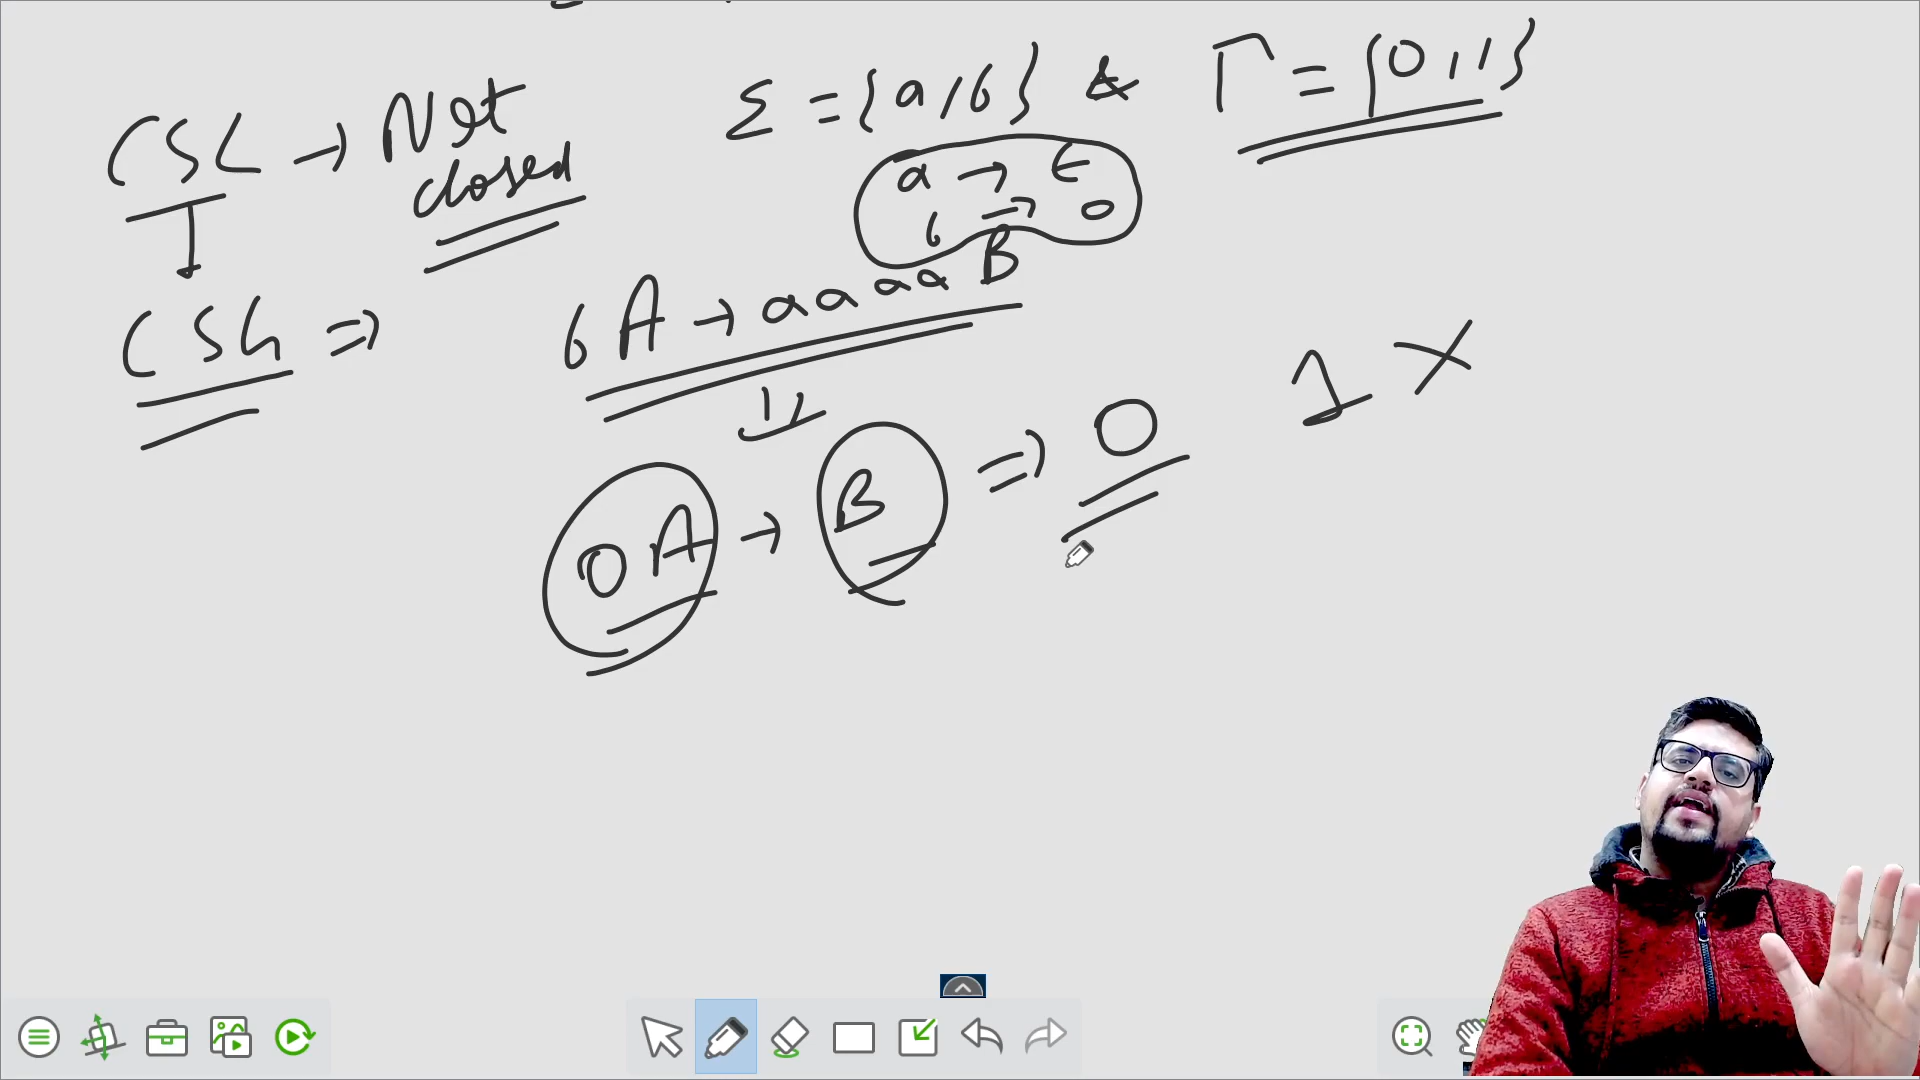 Σ = {a, b} & Γ = {0, 1}
CSL → Not closed
a → ε
b ⇒ 0
CSG ⇒ bA → aaaaB
0A → B ⇒ 0
1 X